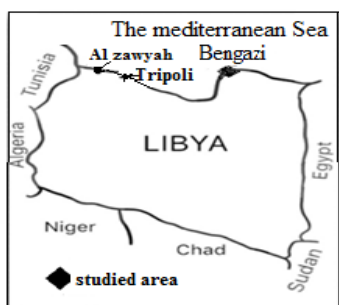 The mediterranean Sea
Al zawyah
Bengazi
Tripoli
Tunisia
Algeria
LIBYA
Egypt
Niger
Chad
Sudan
studied area